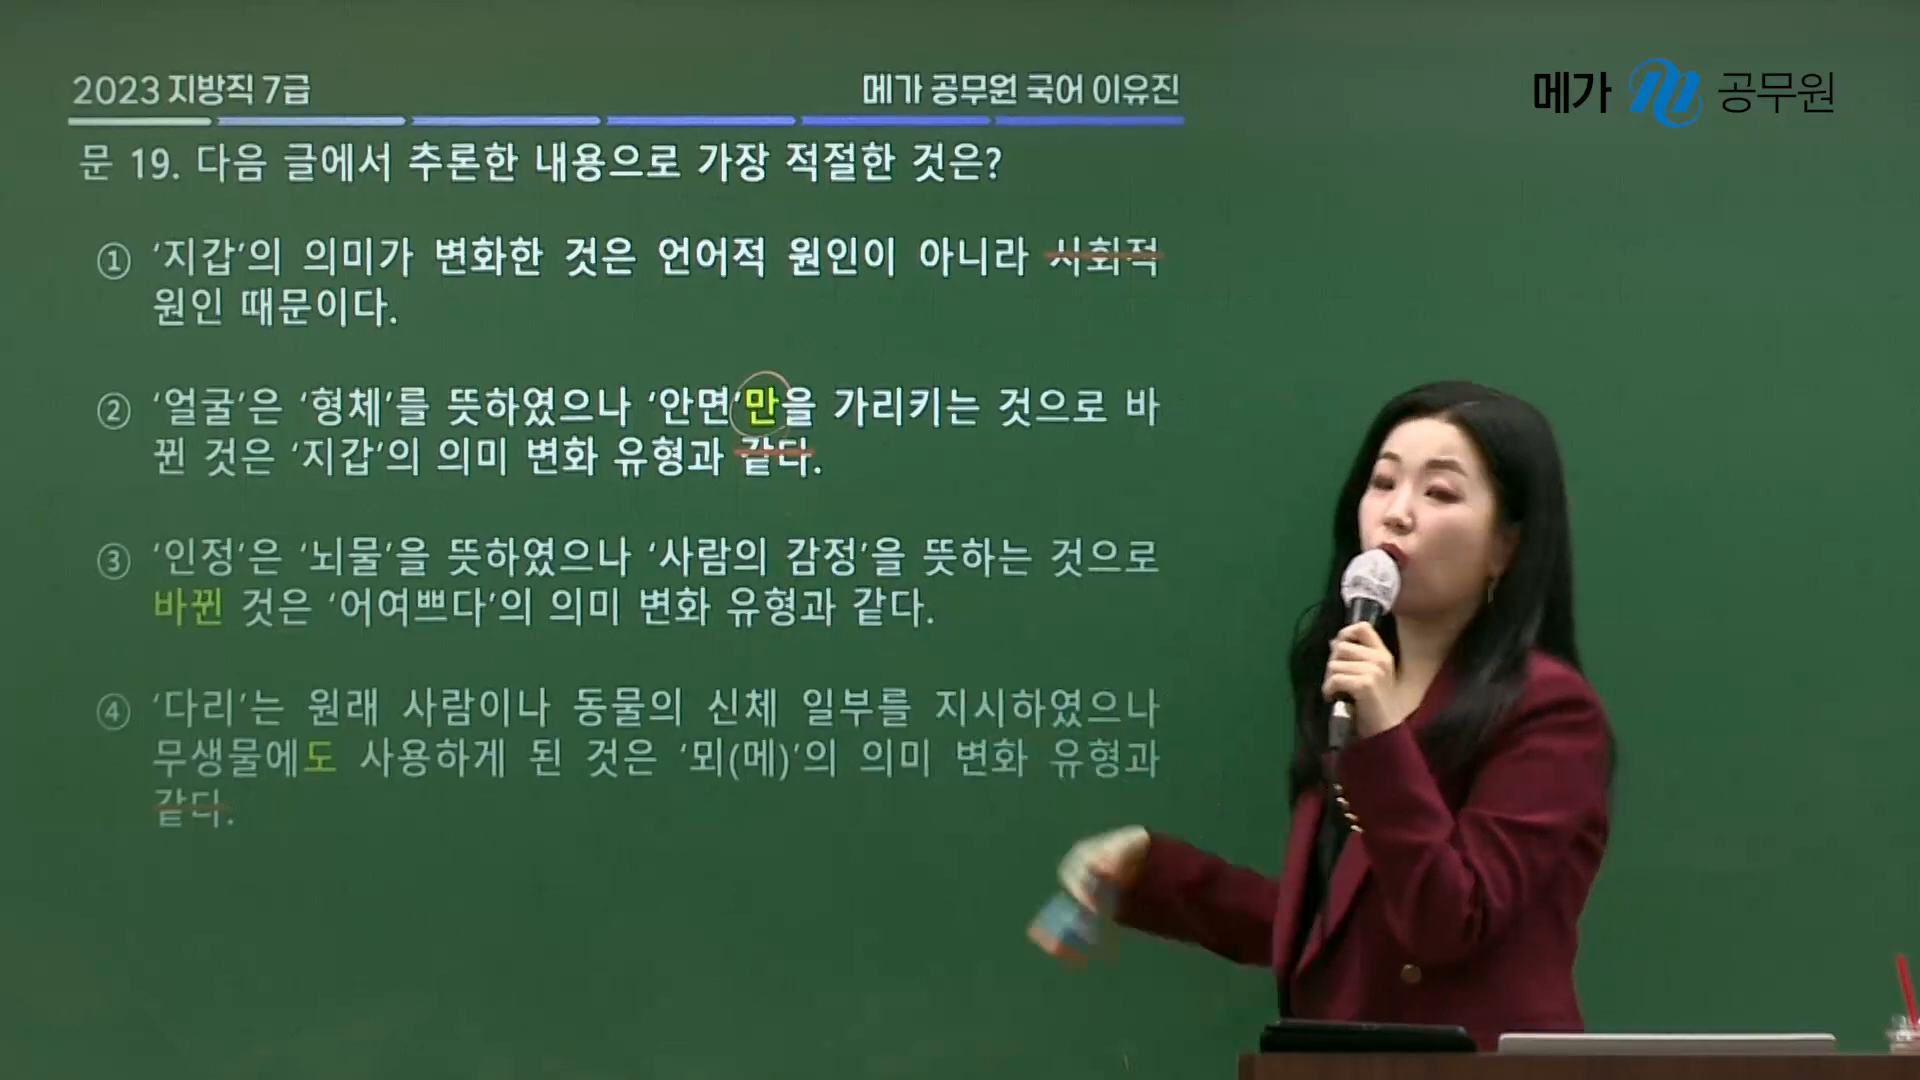 2023 지방직 7급
메가 공무원 국어 이유진
메가 공무원
문 19. 다음 글에서 추론한 내용으로 가장 적절한 것은?
① ‘지갑’의 의미가 변화한 것은 언어적 원인이 아니라 사회적
원인 때문이다.
② ‘얼굴’은 ‘형체’를 뜻하였으나 ‘안면’만을 가리키는 것으로 바
뀐 것은 ‘지갑’의 의미 변화 유형과 같다.
③ ‘인정’은 ‘뇌물’을 뜻하였으나 ‘사람의 감정’을 뜻하는 것으로
바뀐 것은 ‘어여쁘다’의 의미 변화 유형과 같다.
④ ‘다리’는 원래 사람이나 동물의 신체 일부를 지시하였으나
무생물에도 사용하게 된 것은 ‘뫼(메)’의 의미 변화 유형과
같다.